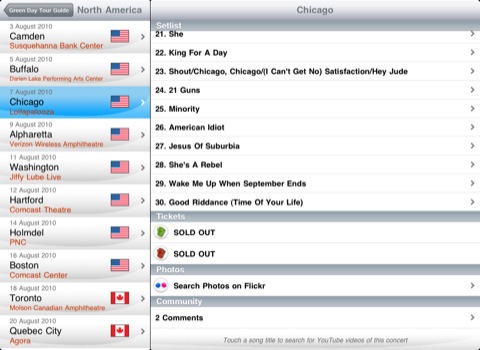 Green Day Tour Guide
North America
3 August 2010
Camden
Susquehanna Bank Center
5 August 2010
Buffalo
Darien Lake Performing Arts Center
7 August 2010
Chicago
Lollapalooza
9 August 2010
Alpharetta
Verizon Wireless Amphitheatre
11 August 2010
Washington
Jiffy Lube Live
12 August 2010
Hartford
Comcast Theatre
14 August 2010
Holmdel
PNC
16 August 2010
Boston
Comcast Center
18 August 2010
Toronto
Molson Canadian Amphitheatre
20 August 2010
Quebec City
Agora
Chicago
Setlist
21. She
22. King For A Day
23. Shout/Chicago, Chicago/(I Can't Get No) Satisfaction/Hey Jude
24. 21 Guns
25. Minority
26. American Idiot
27. Jesus Of Suburbia
28. She's A Rebel
29. Wake Me Up When September Ends
30. Good Riddance (Time Of Your Life)
Tickets
SOLD OUT
SOLD OUT
Photos
Search Photos on Flickr
Community
2 Comments
Touch a song title to search for YouTube videos of this concert